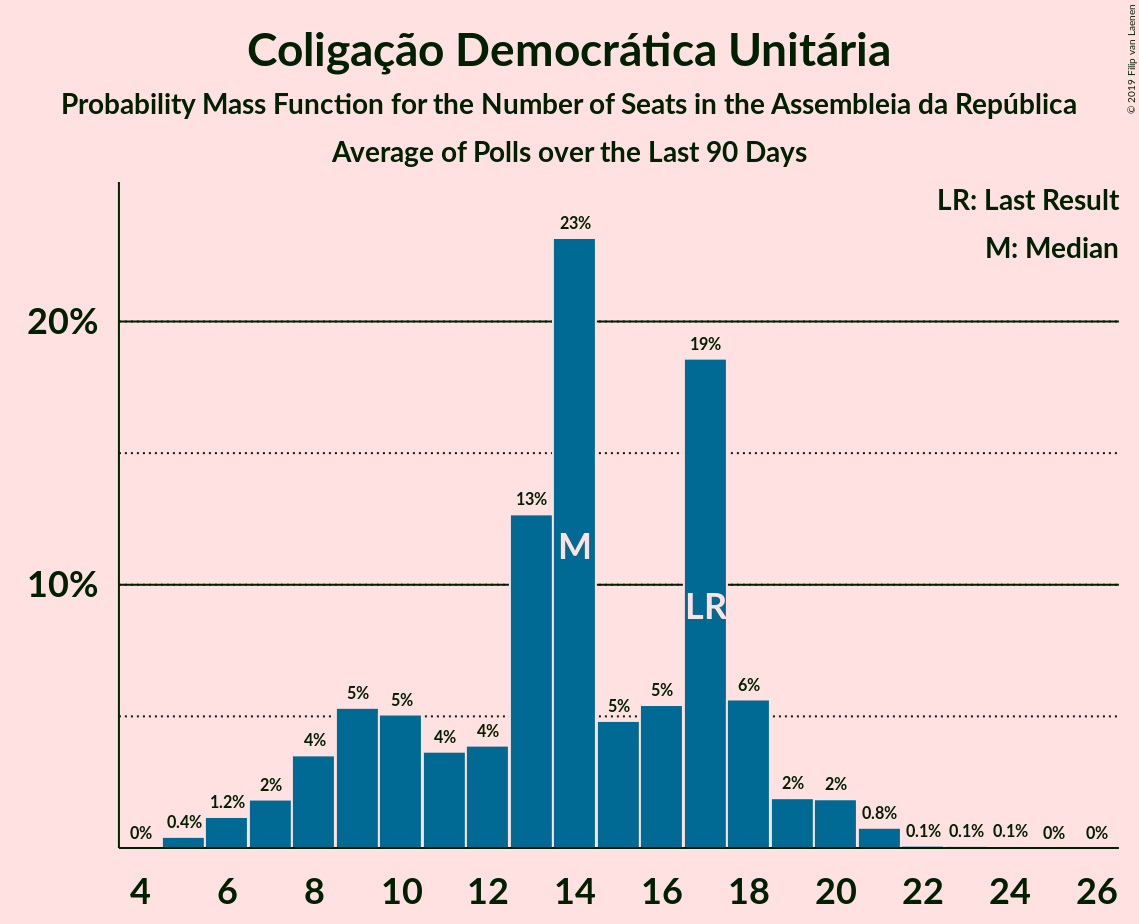 Coligação Democrática Unitária
Probability Mass Function for the Number of Seats in the Assembleia da República
Average of Polls over the Last 90 Days
© 2019 Filip van Laenen
LR: Last Result
M: Median
20%
10%
0%
0.4%
1.2%
2%
4%
5%
5%
4%
4%
13%
23%
5%
5%
19%
6%
2%
2%
0.8%
0.1%
0.1%
0.1%
0%
0%
M
LR
4 6 8 10 12 14 16 18 20 22 24 26